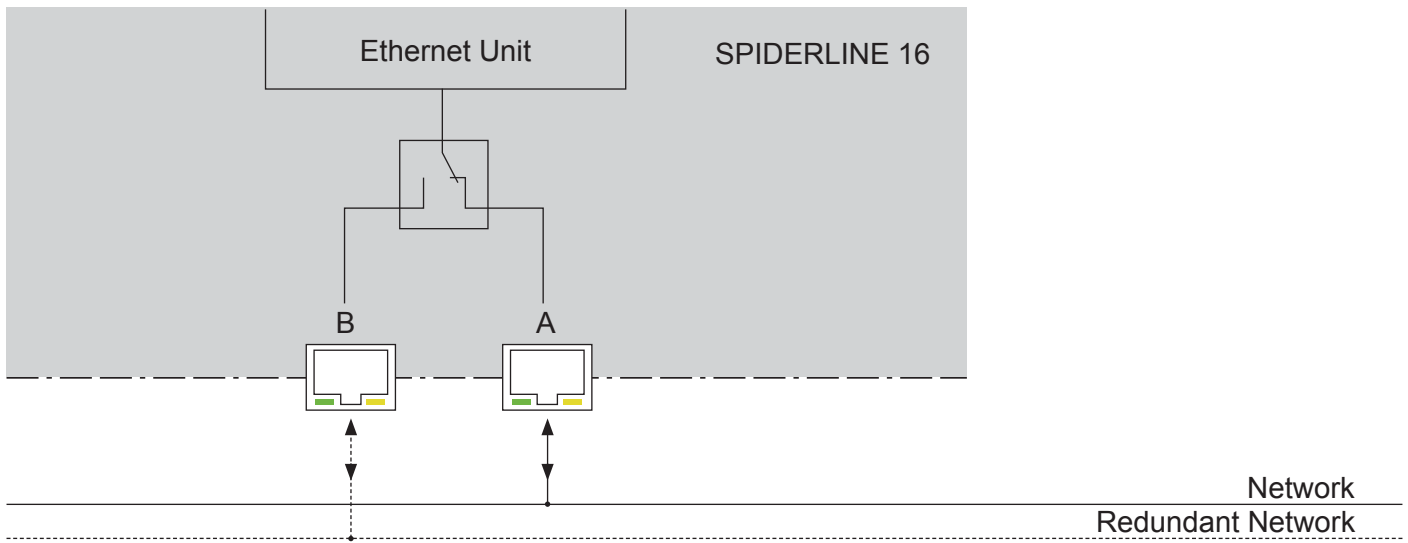 Ethernet Unit
SPIDERLINE 16
B
A
Network
Redundant Network